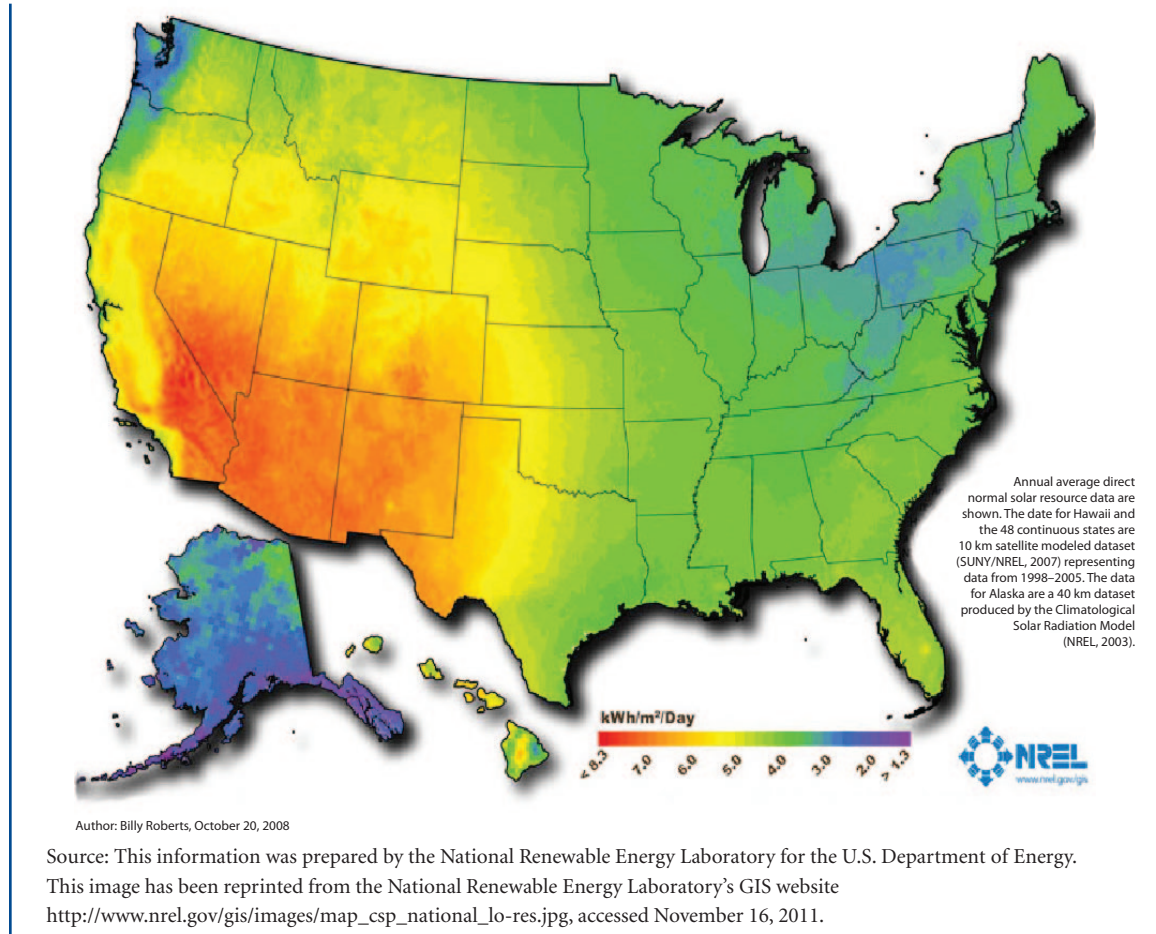 Annual average direct
normal solar resource data are
shown. The date for Hawaii and
the 48 continuous states are
10 km satellite modeled dataset
(SUNY/NREL, 2007) representing
data from 1998–2005. The data
for Alaska are a 40 km dataset
produced by the Climatological
Solar Radiation Model
(NREL, 2003).
kWh/m²/Day
< 8.3 7.0 6.0 5.0 4.0 3.0 2.0 > 1.3
NREL
www.nrel.gov/gis
Author: Billy Roberts, October 20, 2008
Source: This information was prepared by the National Renewable Energy Laboratory for the U.S. Department of Energy.
This image has been reprinted from the National Renewable Energy Laboratory’s GIS website
http://www.nrel.gov/gis/images/map_csp_national_lo-res.jpg, accessed November 16, 2011.